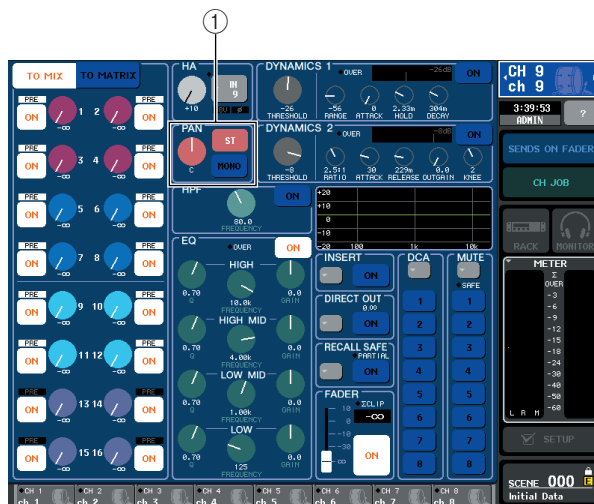 1
TO MIX TO MATRIX
HA
+10
IN 9
ø
DYNAMICS 1
OVER
-26dB
ON
-26
THRESHOLD
-56
RANGE
0
ATTACK
2.33m
HOLD
304m
DECAY
CH 9
ch 9
3:39:53
ADMIN
?
PAN
C
ST
MONO
DYNAMICS 2
OVER
-8dB
ON
-8
THRESHOLD
2.5:1
RATIO
30
ATTACK
229m
RELEASE
0.0
OUTGAIN
2
KNEE
SENDS ON FADER
CH JOB
RACK MONITOR
PRE PRE
ON -∞ 1 2 -∞ ON
ON -∞ 3 4 -∞ ON
PRE PRE
ON -∞ 5 6 -∞ ON
PRE PRE
ON -∞ 7 8 -∞ ON
PRE PRE
ON -∞ 9 10 -∞ ON
PRE
ON -∞ 11 12 -∞ ON
PRE PRE
ON -∞ 13 14 -∞ ON
PRE PRE
ON -∞ 15 16 -∞ ON
HPF
ON
80.0
FREQUENCY
+20
+10
0
-10
-20 100 1k 10k
EQ
OVER
ON
HIGH
0.70
Q
10.0k
FREQUENCY
0.00
GAIN
HIGH MID
0.70
Q
4.00k
FREQUENCY
0.00
GAIN
LOW MID
0.70
Q
1.00k
FREQUENCY
0.00
GAIN
LOW
0.70
Q
125
FREQUENCY
0.00
GAIN
INSERT
ON
DIRECT OUT
0.00
ON
RECALL SAFE
PARTIAL
ON
FADER
ΣCLIP
-∞
10
0
-10
-30
-∞
ON
DCA
1
2
3
4
5
6
7
8
MUTE
SAFE
1
2
3
4
5
6
7
8
METER
Σ
OVER
-3
-6
-9
-12
-15
-18
-24
-30
-40
-50
-60
L R M
SETUP
SCENE 000 E
Initial Data
CH 1 CH 2 CH 3 CH 4 CH 5 CH 6 CH 7 CH 8
ch 1 ch 2 ch 3 ch 4 ch 5 ch 6 ch 7 ch 8